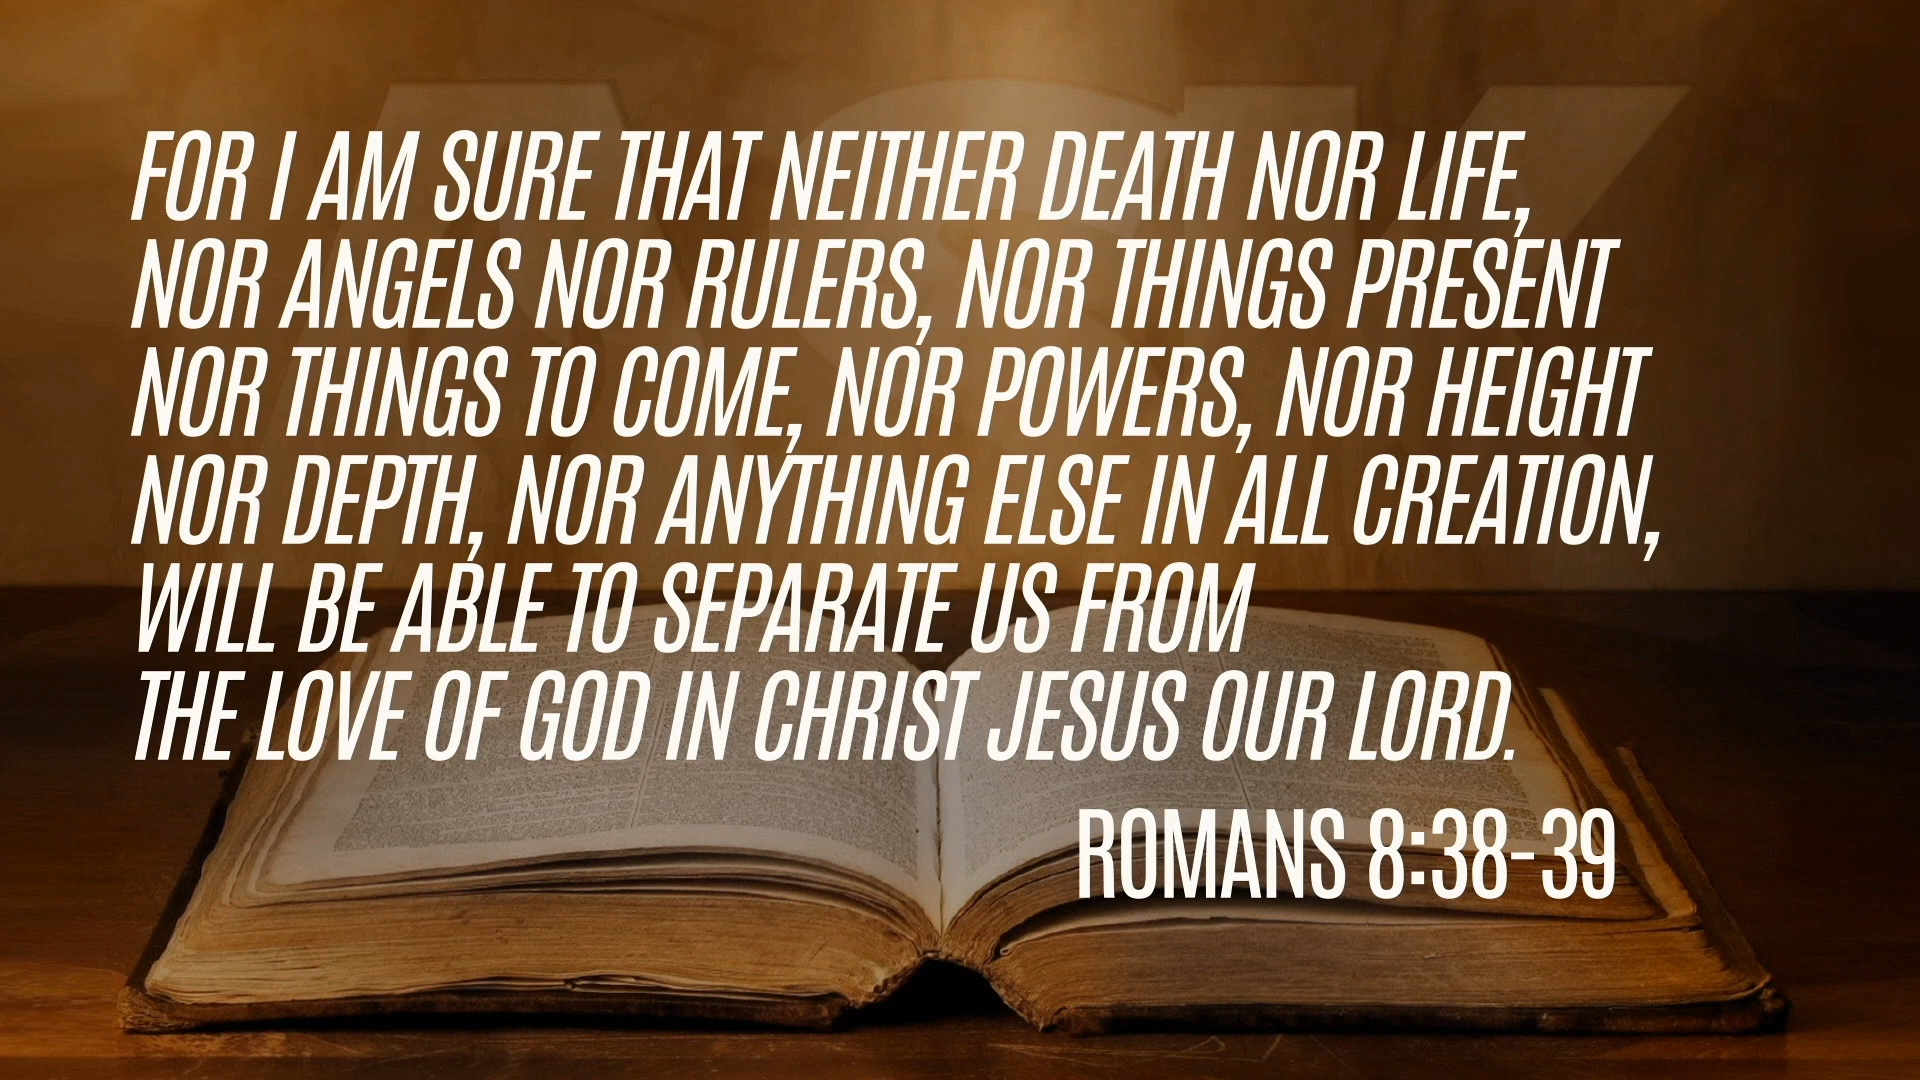 ASK
FOR I AM SURE THAT NEITHER DEATH NOR LIFE,
NOR ANGELS NOR RULERS, NOR THINGS PRESENT
NOR THINGS TO COME, NOR POWERS, NOR HEIGHT
NOR DEPTH, NOR ANYTHING ELSE IN ALL CREATION,
WILL BE ABLE TO SEPARATE US FROM
THE LOVE OF GOD IN CHRIST JESUS OUR LORD.
ROMANS 8:38-39